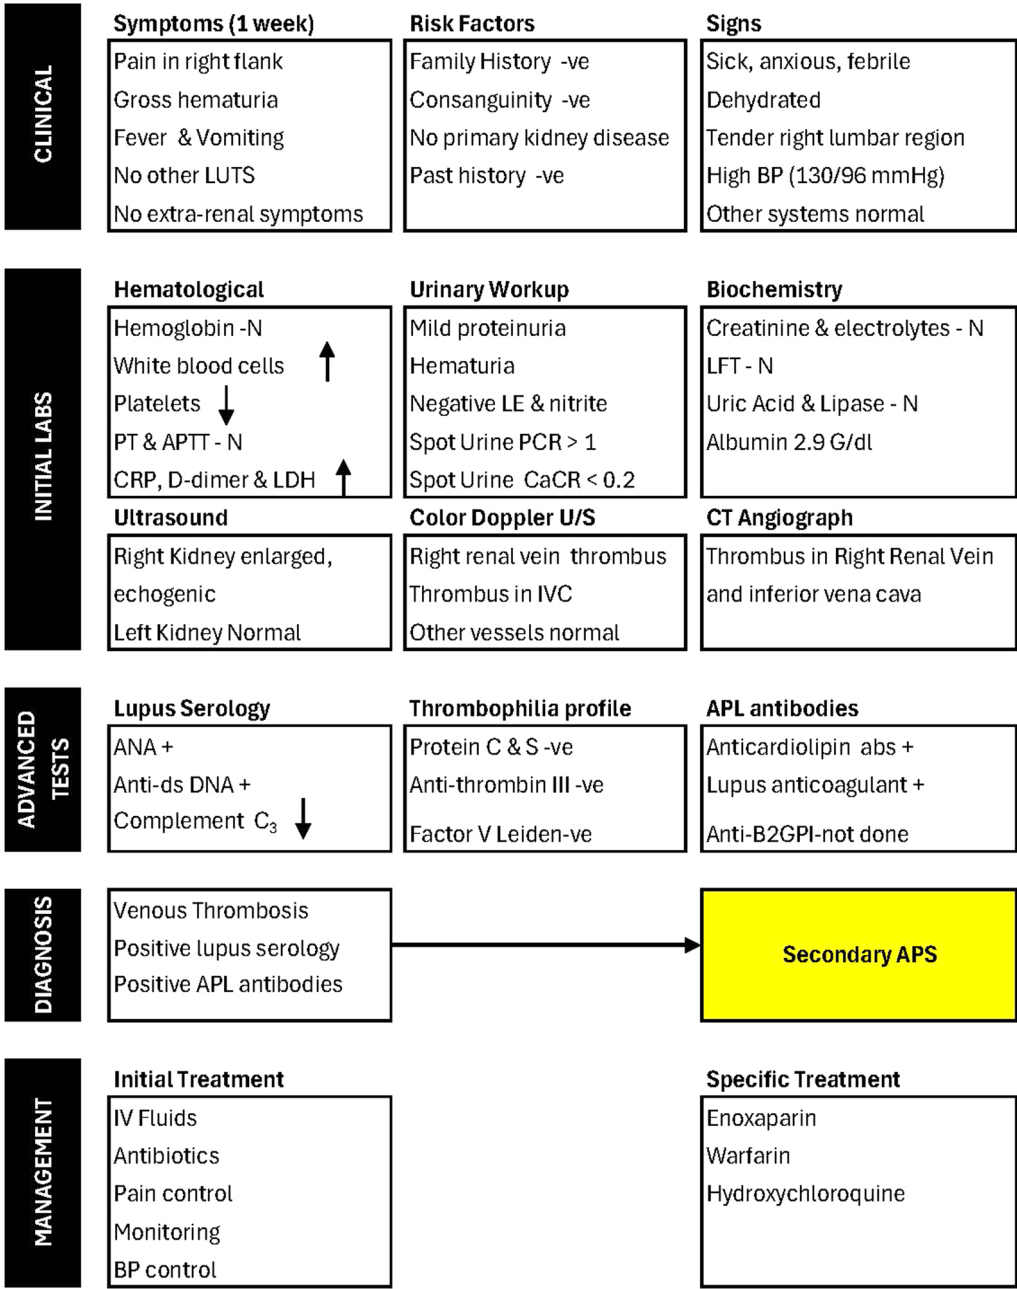 CLINICAL
Symptoms (1 week)
Pain in right flank
Gross hematuria
Fever & Vomiting
No other LUTS
No extra-renal symptoms
Risk Factors
Family History -ve
Consanguinity -ve
No primary kidney disease
Past history -ve
Signs
Sick, anxious, febrile
Dehydrated
Tender right lumbar region
High BP (130/96 mmHg)
Other systems normal
INITIAL LABS
Hematological
Hemoglobin -N
White blood cells ↑
Platelets ↓
PT & APTT - N
CRP, D-dimer & LDH ↑
Urinary Workup
Mild proteinuria
Hematuria
Negative LE & nitrite
Spot Urine PCR > 1
Spot Urine CaCR < 0.2
Biochemistry
Creatinine & electrolytes - N
LFT - N
Uric Acid & Lipase - N
Albumin 2.9 G/dl
Ultrasound
Right Kidney enlarged,
echogenic
Left Kidney Normal
Color Doppler U/S
Right renal vein thrombus
Thrombus in IVC
Other vessels normal
CT Angiograph
Thrombus in Right Renal Vein
and inferior vena cava
ADVANCED
TESTS
Lupus Serology
ANA +
Anti-ds DNA +
Complement C₃ ↓
Thrombophilia profile
Protein C & S -ve
Anti-thrombin III -ve
Factor V Leiden-ve
APL antibodies
Anticardiolipin abs +
Lupus anticoagulant +
Anti-B2GPI-not done
DIAGNOSIS
Venous Thrombosis
Positive lupus serology
Positive APL antibodies
Secondary APS
MANAGEMENT
Initial Treatment
IV Fluids
Antibiotics
Pain control
Monitoring
BP control
Specific Treatment
Enoxaparin
Warfarin
Hydroxychloroquine